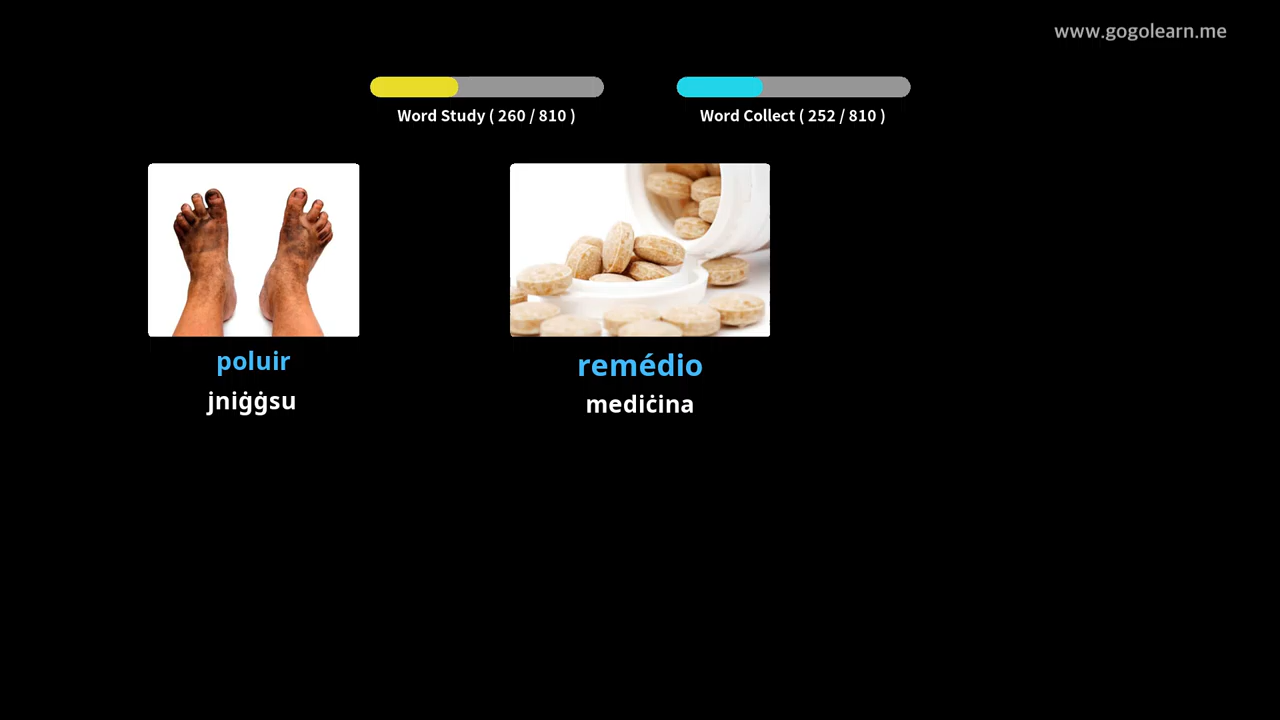 www.gogolearn.me
Word Study ( 260 / 810 )
Word Collect ( 252 / 810 )
poluir
jniġġsu
remédio
mediċina